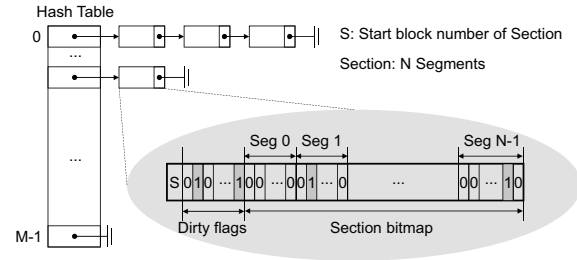 Hash Table
0
S: Start block number of Section
...
Section: N Segments
...
Seg 0 Seg 1 Seg N-1
S 0 1 0 ... 1 0 0 ... 0 0 1 ... 0 ... 0 0 ... 1 0
Dirty flags Section bitmap
M-1